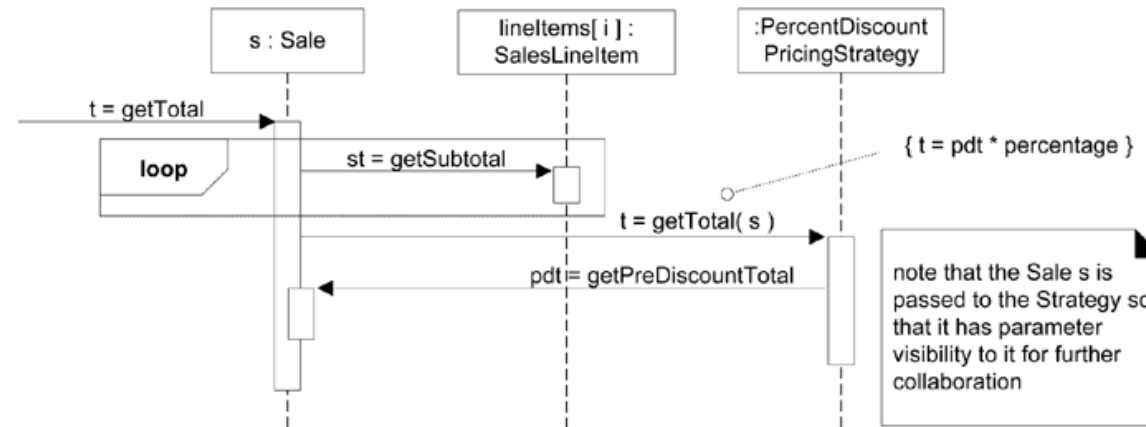 s : Sale
lineItems[ i ] :
SalesLineItem
:PercentDiscount
PricingStrategy
t = getTotal
loop
st = getSubtotal
{ t = pdt * percentage }
t = getTotal( s )
pdt = getPreDiscountTotal
note that the Sale s is
passed to the Strategy so
that it has parameter
visibility to it for further
collaboration